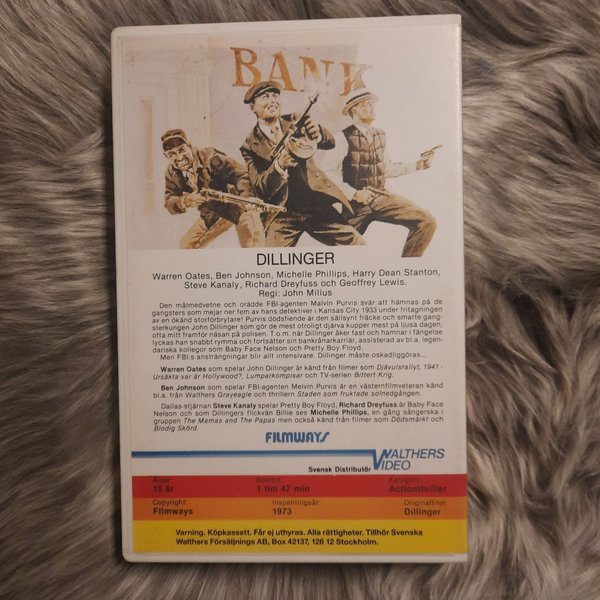 BANK
DILLINGER
Warren Oates, Ben Johnson, Michelle Phillips, Harry Dean Stanton,
Steve Kanaly, Richard Dreyfuss och Geoffrey Lewis.
Regi: John Milius
Den målmedvetne och orädde FBI-agenten Malvin Purvis svär att hämnas på de
gangsters som mejar ner fem av hans detektiver i Kansas City 1933 under fritagningen
av en ökänd storförbrytare! Purvis dödsfiende är den sällsynt fräcke och smarte gang-
sterkungen John Dillinger som gör de mest otroligt djärva kupper mest på ljusa dagen,
ofta mitt framför näsan på polisen. T.o.m. när Dillinger åker fast och hamnar i fängelse
lyckas han snabbt rymma och fortsätter sin bankrånarkarriär, assisterad av bl.a. legen-
dariska kollegor som Baby Face Nelson och Pretty Boy Floyd.
Men FBI:s ansträngningar blir allt intensivare. Dillinger måste oskadliggöras...
Warren Oates som spelar John Dillinger är känd från filmer som Djävulsrallyt, 1941 -
Ursäkta var är Hollywood?, Lumparkompisar och TV-serien Bittert Krig.
Ben Johnson som spelar FBI-agenten Melvin Purvis är en västernfilmveteran känd
bl.a. från Walthers Grayeagle och thrillern Staden som fruktade solnedgången.
Dallas-stjärnan Steve Kanaly spelar Pretty Boy Floyd, Richard Dreyfuss är Baby Face
Nelson och som Dillingers flickvän Billie ses Michelle Phillips, en gång sångerska i
gruppen The Mamas and The Papas men också känd från filmer som Dödsmärkt och
Blodig Skörd.
FILMWAYS
Svensk Distributör
WALTHERS
VIDEO
Ålder: Speltid: Kategori:
15 år 1 tim 47 min Actionthriller
Copyright: Inspelningsår: Originaltitel:
Filmways 1973 Dillinger
Varning. Köpkassett. Får ej uthyras. Alla rättigheter. Tillhör Svenska
Walthers Försäljnings AB, Box 42137, 126 12 Stockholm.